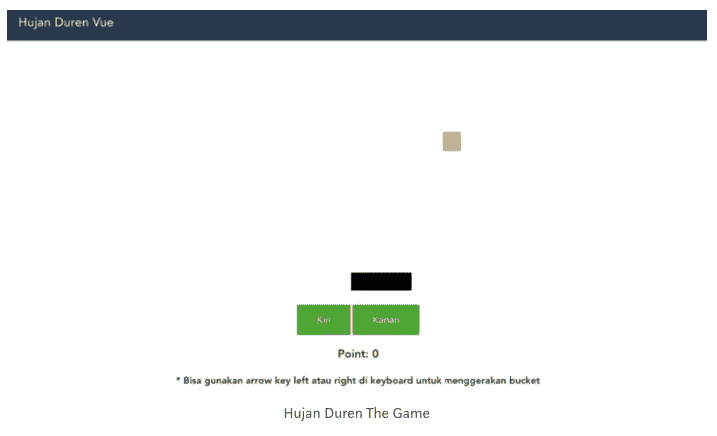 Hujan Duren Vue
Kiri
Kanan
Point: 0
* Bisa gunakan arrow key left atau right di keyboard untuk menggerakan bucket
Hujan Duren The Game